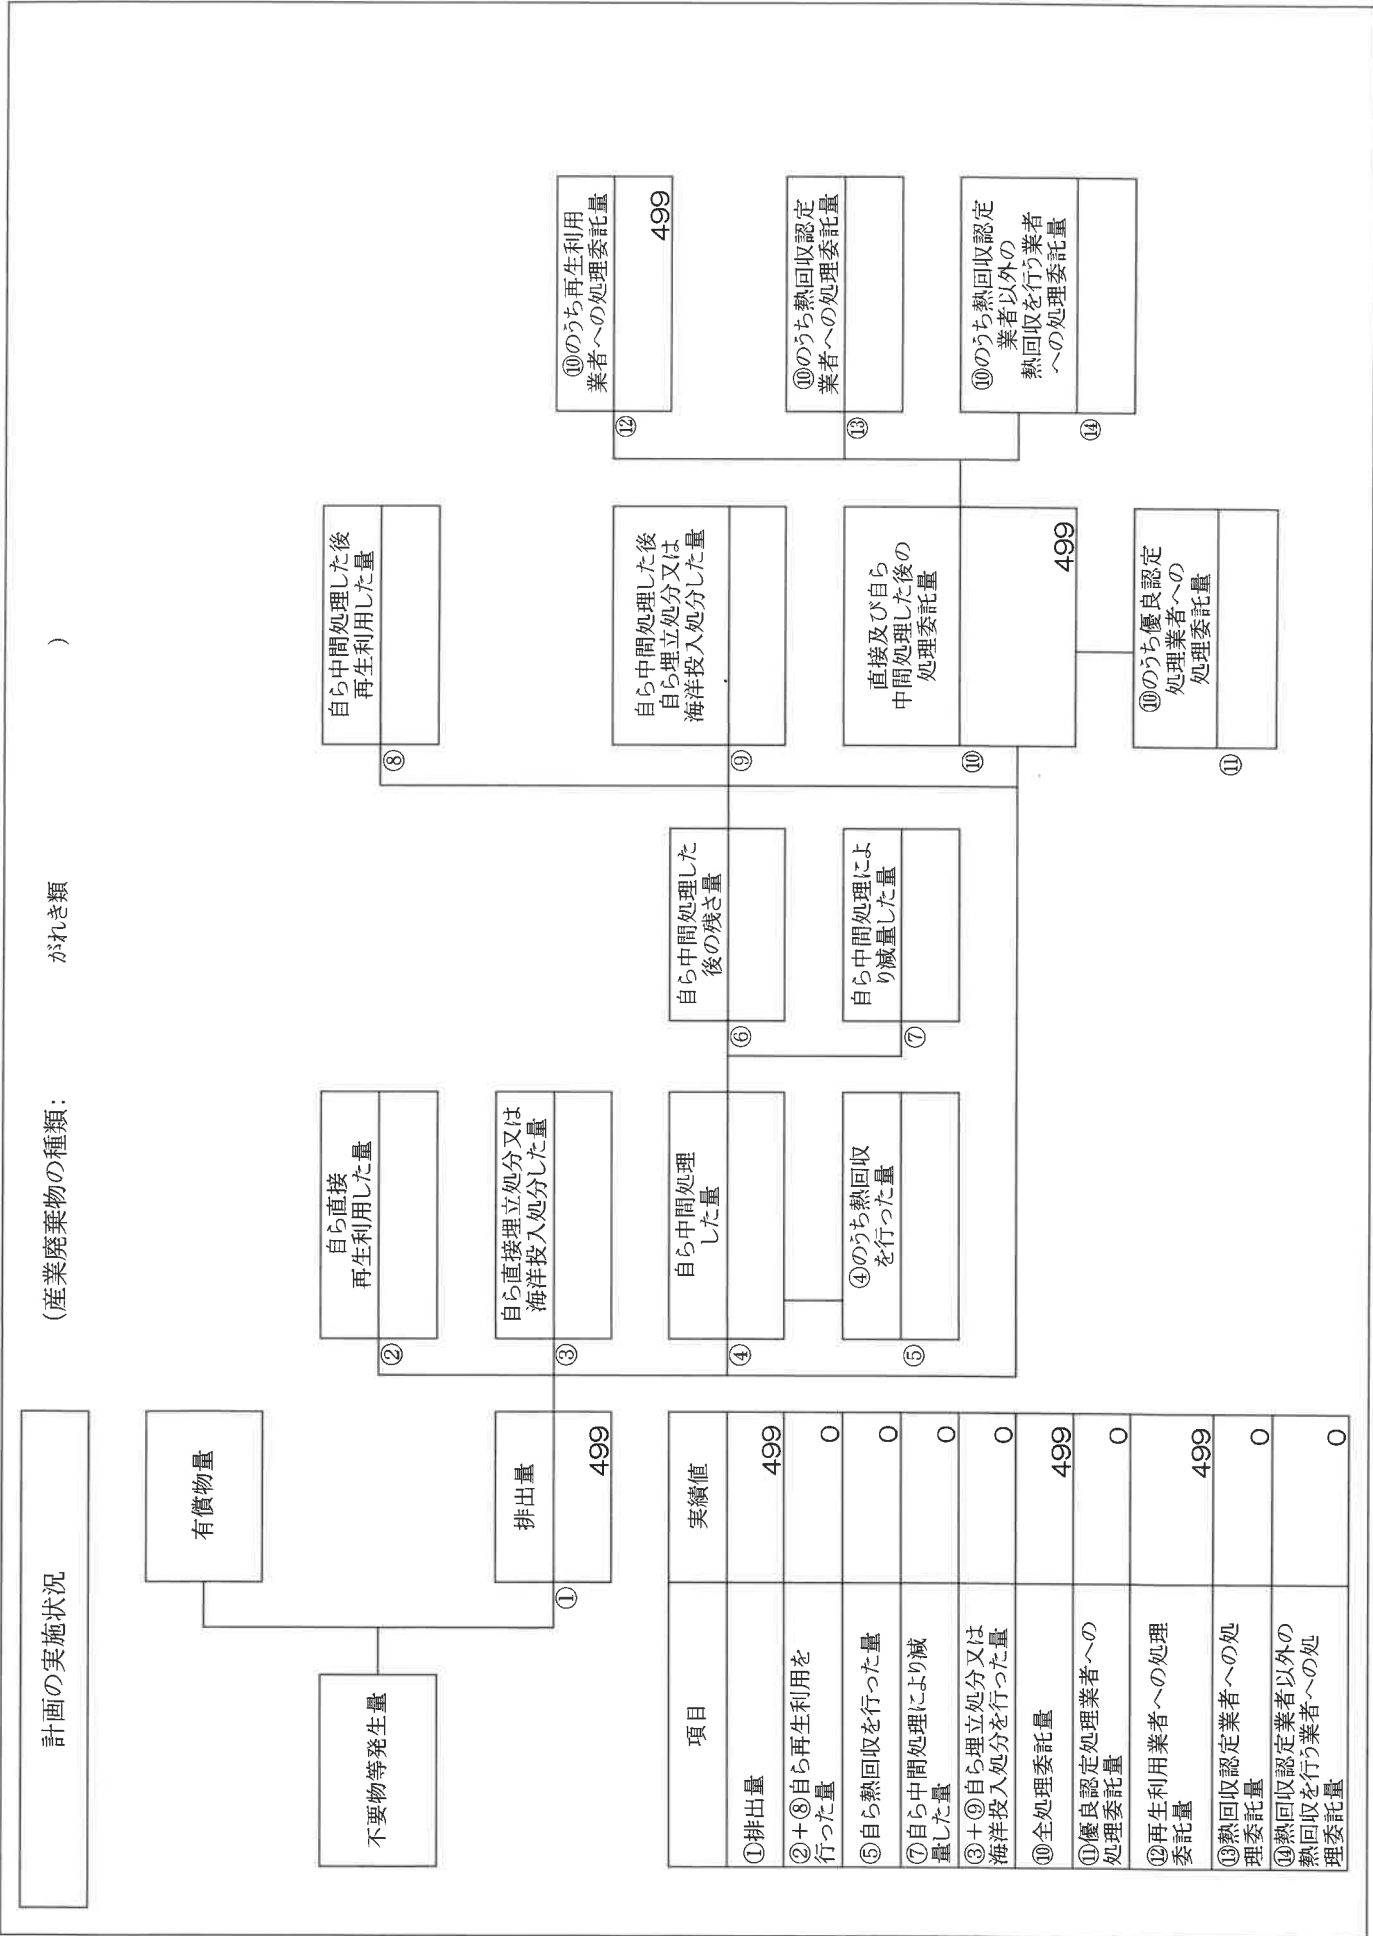 計画の実施状況
(産業廃棄物の種類: がれき類 )
不要物等発生量
有償物量
①
排出量
499
②
自ら直接
再生利用した量
③
自ら直接埋立処分又は
海洋投入処分した量
④
自ら中間処理
した量
⑤
④のうち熱回収
を行った量
⑥
自ら中間処理した
後の残さ量
⑦
自ら中間処理によ
り減量した量
⑧
自ら中間処理した後
再生利用した量
⑨
自ら中間処理した後
自ら埋立処分又は
海洋投入処分した量
⑩
直接及び自ら
中間処理した後の
処理委託量
499
⑪
⑩のうち優良認定
処理業者への
処理委託量
⑫
⑩のうち再生利用
業者への処理委託量
499
⑬
⑩のうち熱回収認定
業者への処理委託量
⑭
⑩のうち熱回収認定
業者以外の
熱回収を行う業者
への処理委託量
項目 実績値
①排出量 499
②+⑧自ら再生利用を
行った量 0
⑤自ら熱回収を行った量 0
⑦自ら中間処理により減
量した量 0
③+⑨自ら埋立処分又は
海洋投入処分を行った量 0
⑩全処理委託量 499
⑪優良認定処理業者への
処理委託量 0
⑫再生利用業者への処理
委託量 499
⑬熱回収認定業者への処
理委託量 0
⑭熱回収認定業者以外の
熱回収を行う業者への処
理委託量 0